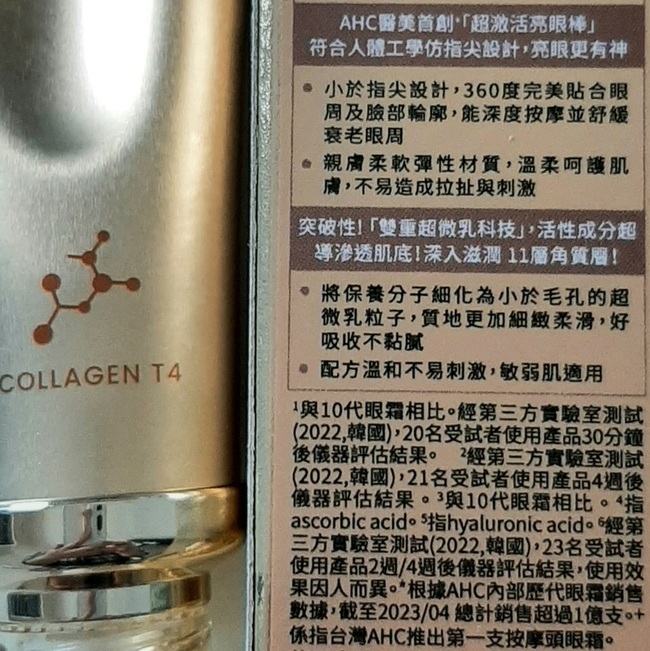 COLLAGEN T4
AHC醫美首創⁺「超激活亮眼棒」
符合人體工學仿指尖設計,亮眼更有神
• 小於指尖設計,360度完美貼合眼
周及臉部輪廓,能深度按摩並舒緩
衰老眼周
• 親膚柔軟彈性材質,溫柔呵護肌
膚,不易造成拉扯與刺激
突破性!「雙重超微乳科技」,活性成分超
導滲透肌底!深入滋潤 11層角質層!
• 將保養分子細化為小於毛孔的超
微乳粒子,質地更加細緻柔滑,好
吸收不黏膩
• 配方溫和不易刺激,敏弱肌適用
¹與10代眼霜相比。經第三方實驗室測試
(2022,韓國),20名受試者使用產品30分鐘
後儀器評估結果。 ²經第三方實驗室測試
(2022,韓國),21名受試者使用產品4週後
儀器評估結果。³與10代眼霜相比。⁴指
ascorbic acid。⁵指hyaluronic acid。⁶經第
三方實驗室測試(2022,韓國),23名受試者
使用產品2週/4週後儀器評估結果,使用效
果因人而異。*根據AHC內部歷代眼霜銷售
數據,截至2023/04 總計銷售超過1億支。+
係指台灣AHC推出第一支按摩頭眼霜。